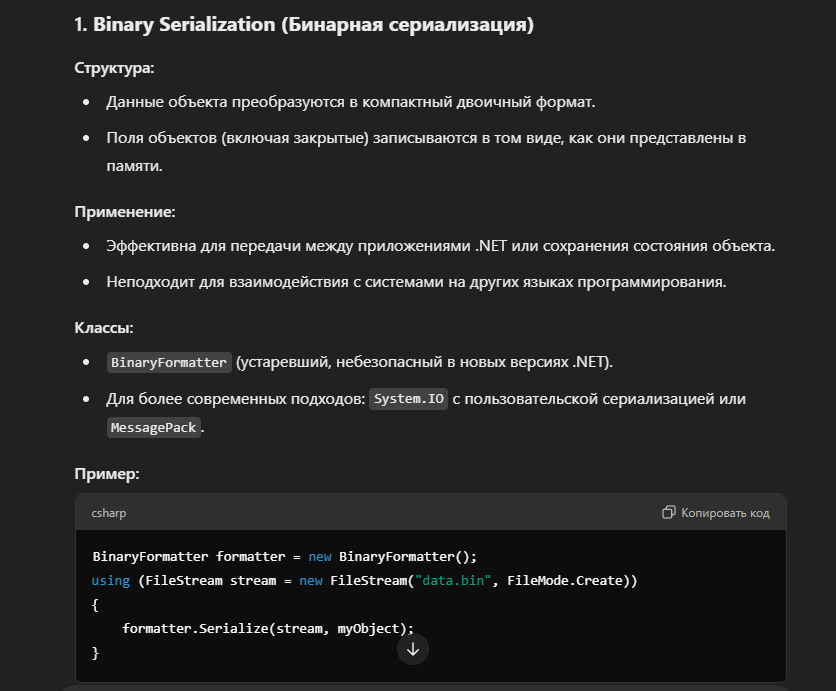 1. Binary Serialization (Бинарная сериализация)
Структура:
• Данные объекта преобразуются в компактный двоичный формат.
• Поля объектов (включая закрытые) записываются в том виде, как они представлены в
памяти.
Применение:
• Эффективна для передачи между приложениями .NET или сохранения состояния объекта.
• Неподходит для взаимодействия с системами на других языках программирования.
Классы:
• BinaryFormatter (устаревший, небезопасный в новых версиях .NET).
• Для более современных подходов: System.IO с пользовательской сериализацией или
MessagePack.
Пример:
csharp
Копировать код
BinaryFormatter formatter = new BinaryFormatter();
using (FileStream stream = new FileStream("data.bin", FileMode.Create))
{
    formatter.Serialize(stream, myObject);
}